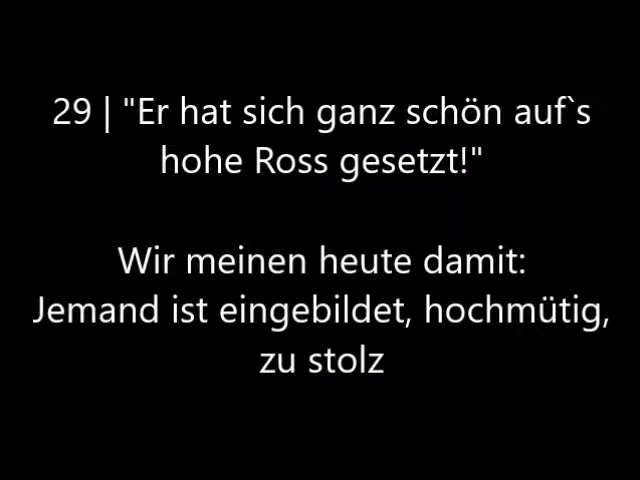 29 | "Er hat sich ganz schön auf`s
hohe Ross gesetzt!"
Wir meinen heute damit:
Jemand ist eingebildet, hochmütig,
zu stolz